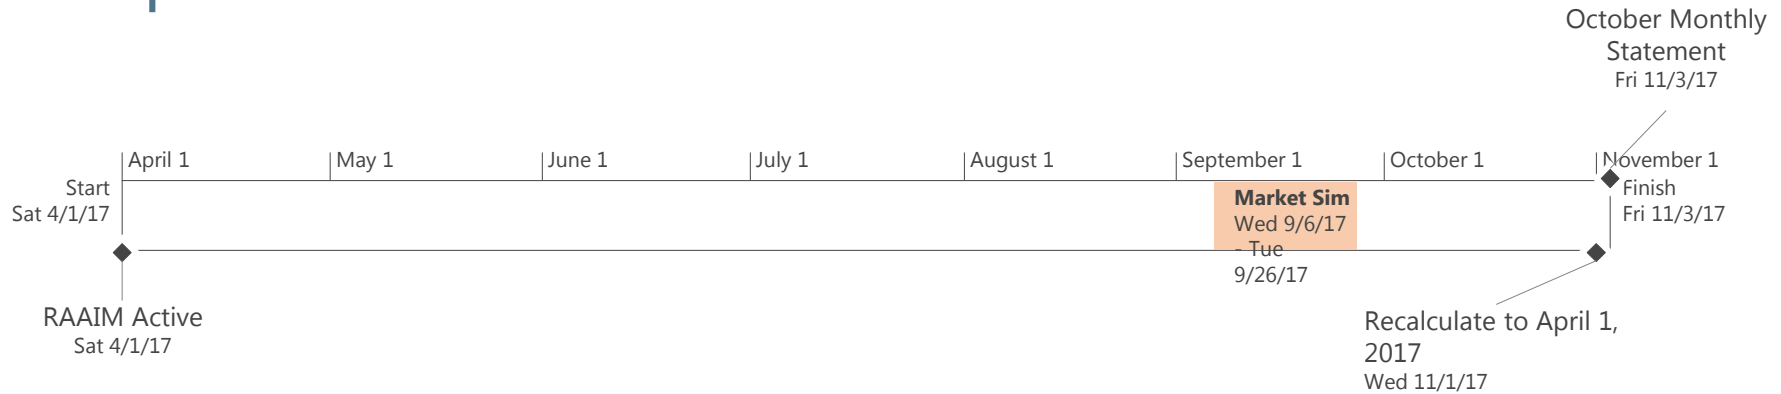 October Monthly
Statement
Fri 11/3/17
April 1
May 1
June 1
July 1
August 1
September 1
October 1
November 1
Start
Sat 4/1/17
Market Sim
Wed 9/6/17
- Tue
9/26/17
Finish
Fri 11/3/17
RAAIM Active
Sat 4/1/17
Recalculate to April 1,
2017
Wed 11/1/17